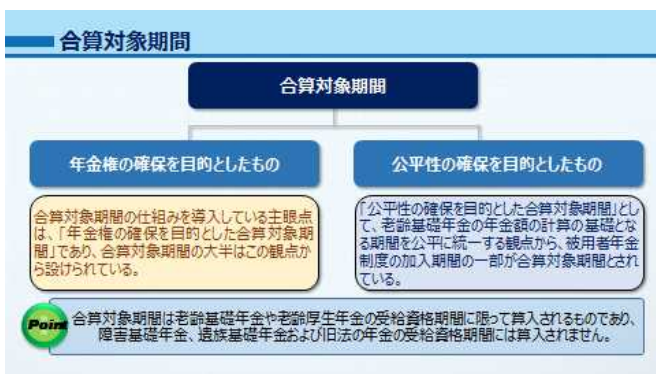 合算対象期間
合算対象期間
年金権の確保を目的としたもの
公平性の確保を目的としたもの
合算対象期間の仕組みを導入している主眼点
は、「年金権の確保を目的とした合算対象期
間」であり、合算対象期間の大半はこの観点か
ら設けられている。
「公平性の確保を目的とした合算対象期間」とし
て、老齢基礎年金の年金額の計算の基礎とな
る期間を公平に統一する観点から、被用者年金
制度の加入期間の一部が合算対象期間とされ
ている。
Point
合算対象期間は老齢基礎年金や老齢厚生年金の受給資格期間に限って算入されるものであり、
障害基礎年金、遺族基礎年金および旧法の年金の受給資格期間には算入されません。